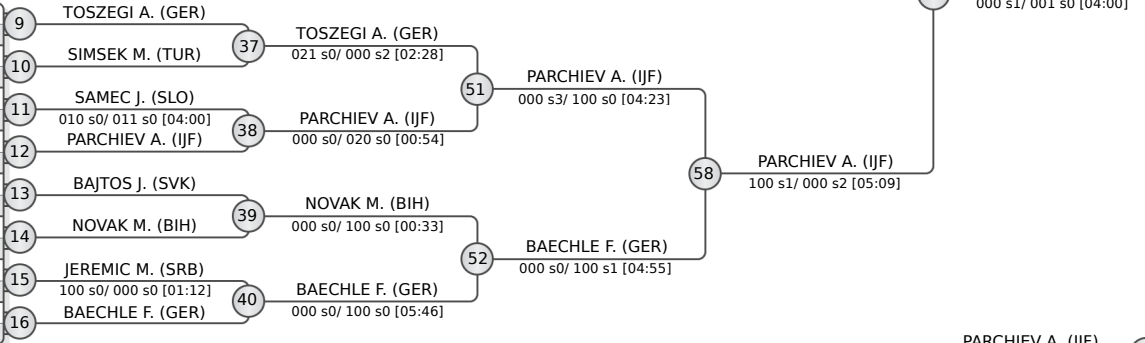 000 s1/ 001 s0 [04:00]
9
TOSZEGI A. (GER)
37
TOSZEGI A. (GER)
021 s0/ 000 s2 [02:28]
10
SIMSEK M. (TUR)
51
PARCHIEV A. (IJF)
000 s3/ 100 s0 [04:23]
11
SAMEC J. (SLO)
010 s0/ 011 s0 [04:00]
38
PARCHIEV A. (IJF)
000 s0/ 020 s0 [00:54]
12
PARCHIEV A. (IJF)
58
PARCHIEV A. (IJF)
100 s1/ 000 s2 [05:09]
13
BAJTOS J. (SVK)
39
NOVAK M. (BIH)
000 s0/ 100 s0 [00:33]
14
NOVAK M. (BIH)
52
BAECHLE F. (GER)
000 s0/ 100 s1 [04:55]
15
JEREMIC M. (SRB)
100 s0/ 000 s0 [01:12]
40
BAECHLE F. (GER)
000 s0/ 100 s0 [05:46]
16
BAECHLE F. (GER)
PARCHIEV A. (IJF)